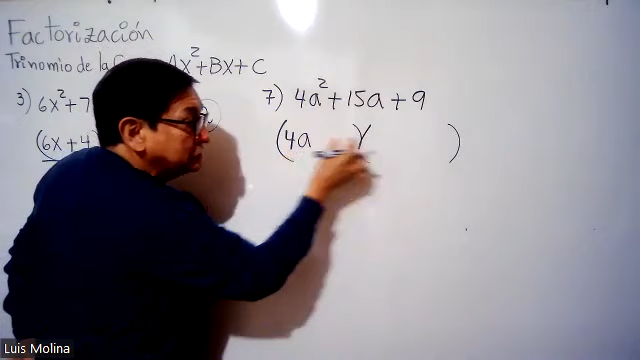 Factorización
Trinomio de la AX²+BX+C
3) 6x²+7
(6x+4)
7) 4a²+15a+9
(4a )( )
Luis Molina